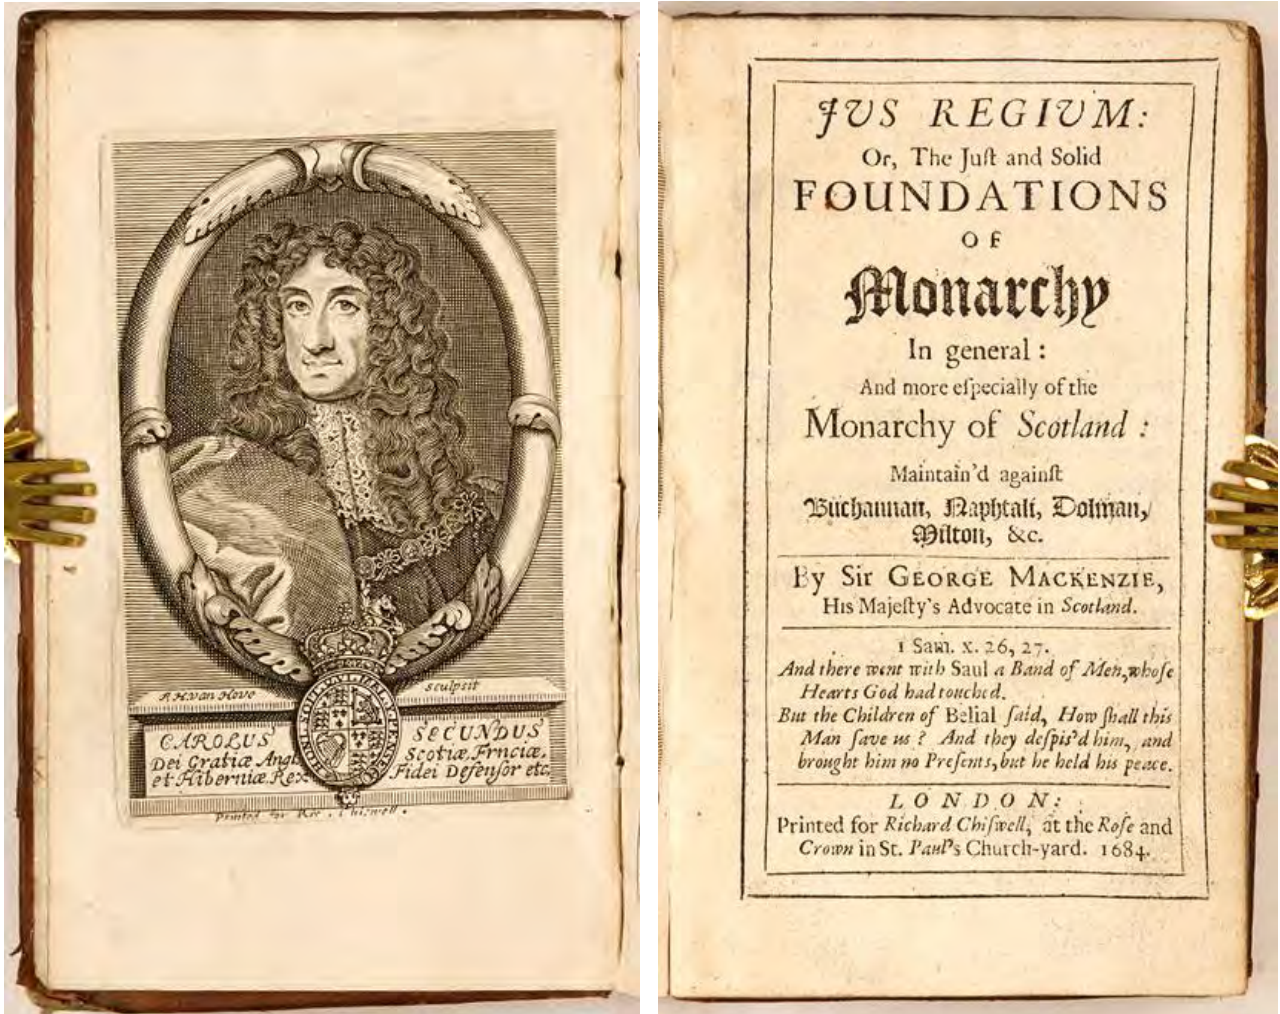 F. H. van Hove sculpsit
CAROLUS SECUNDUS
Dei Gratiæ Angl Scotiæ, Frnciæ,
et Hiberniæ Rex Fidei Defensor etc.
Printed for Ric. Chiswell.
JUS REGIUM:
Or, The Juſt and Solid
FOUNDATIONS
OF
Monarchy
In general :
And more eſpecially of the
Monarchy of Scotland :
Maintain'd againſt
Buchannan, Naphtali, Dolman,
Milton, &c.
By Sir GEORGE MACKENZIE,
His Majeſty's Advocate in Scotland.
1 Sam. x. 26, 27.
And there went with Saul a Band of Men, whoſe
Hearts God had touched.
But the Children of Belial ſaid, How ſhall this
Man ſave us ? And they deſpis'd him, and
brought him no Preſents, but he held his peace.
LONDON:
Printed for Richard Chiſwell, at the Roſe and
Crown in St. Paul's Church-yard. 1684.